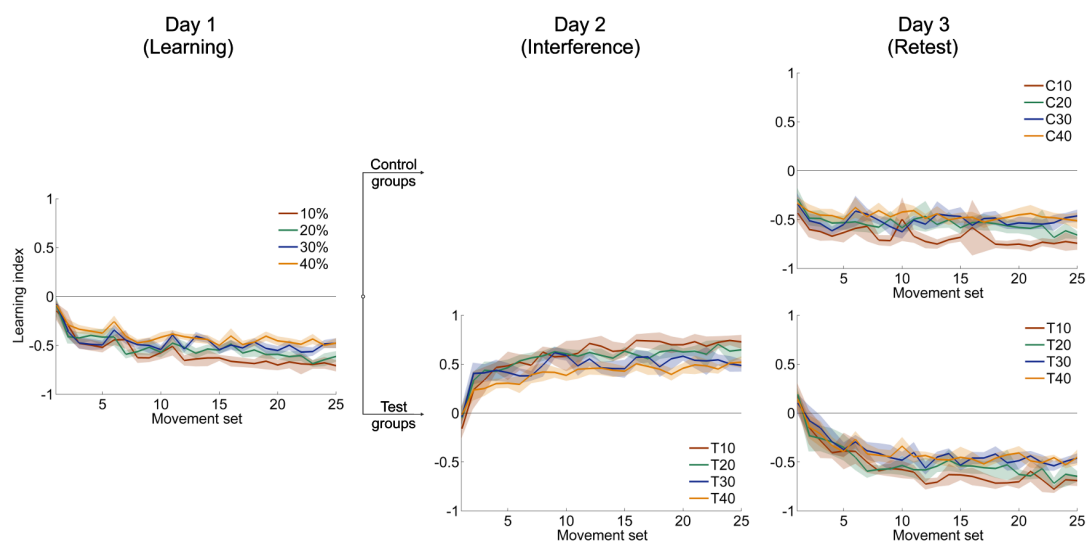 Day 1
(Learning)
Day 2
(Interference)
Day 3
(Retest)
1
0.5
0
-0.5
-1
Learning index
10%
20%
30%
40%
5
10
15
20
25
Movement set
Control
groups
Test
groups
1
0.5
0
-0.5
-1
T10
T20
T30
T40
5
10
15
20
25
Movement set
1
0.5
0
-0.5
-1
C10
C20
C30
C40
5
10
15
20
25
Movement set
1
0.5
0
-0.5
-1
T10
T20
T30
T40
5
10
15
20
25
Movement set